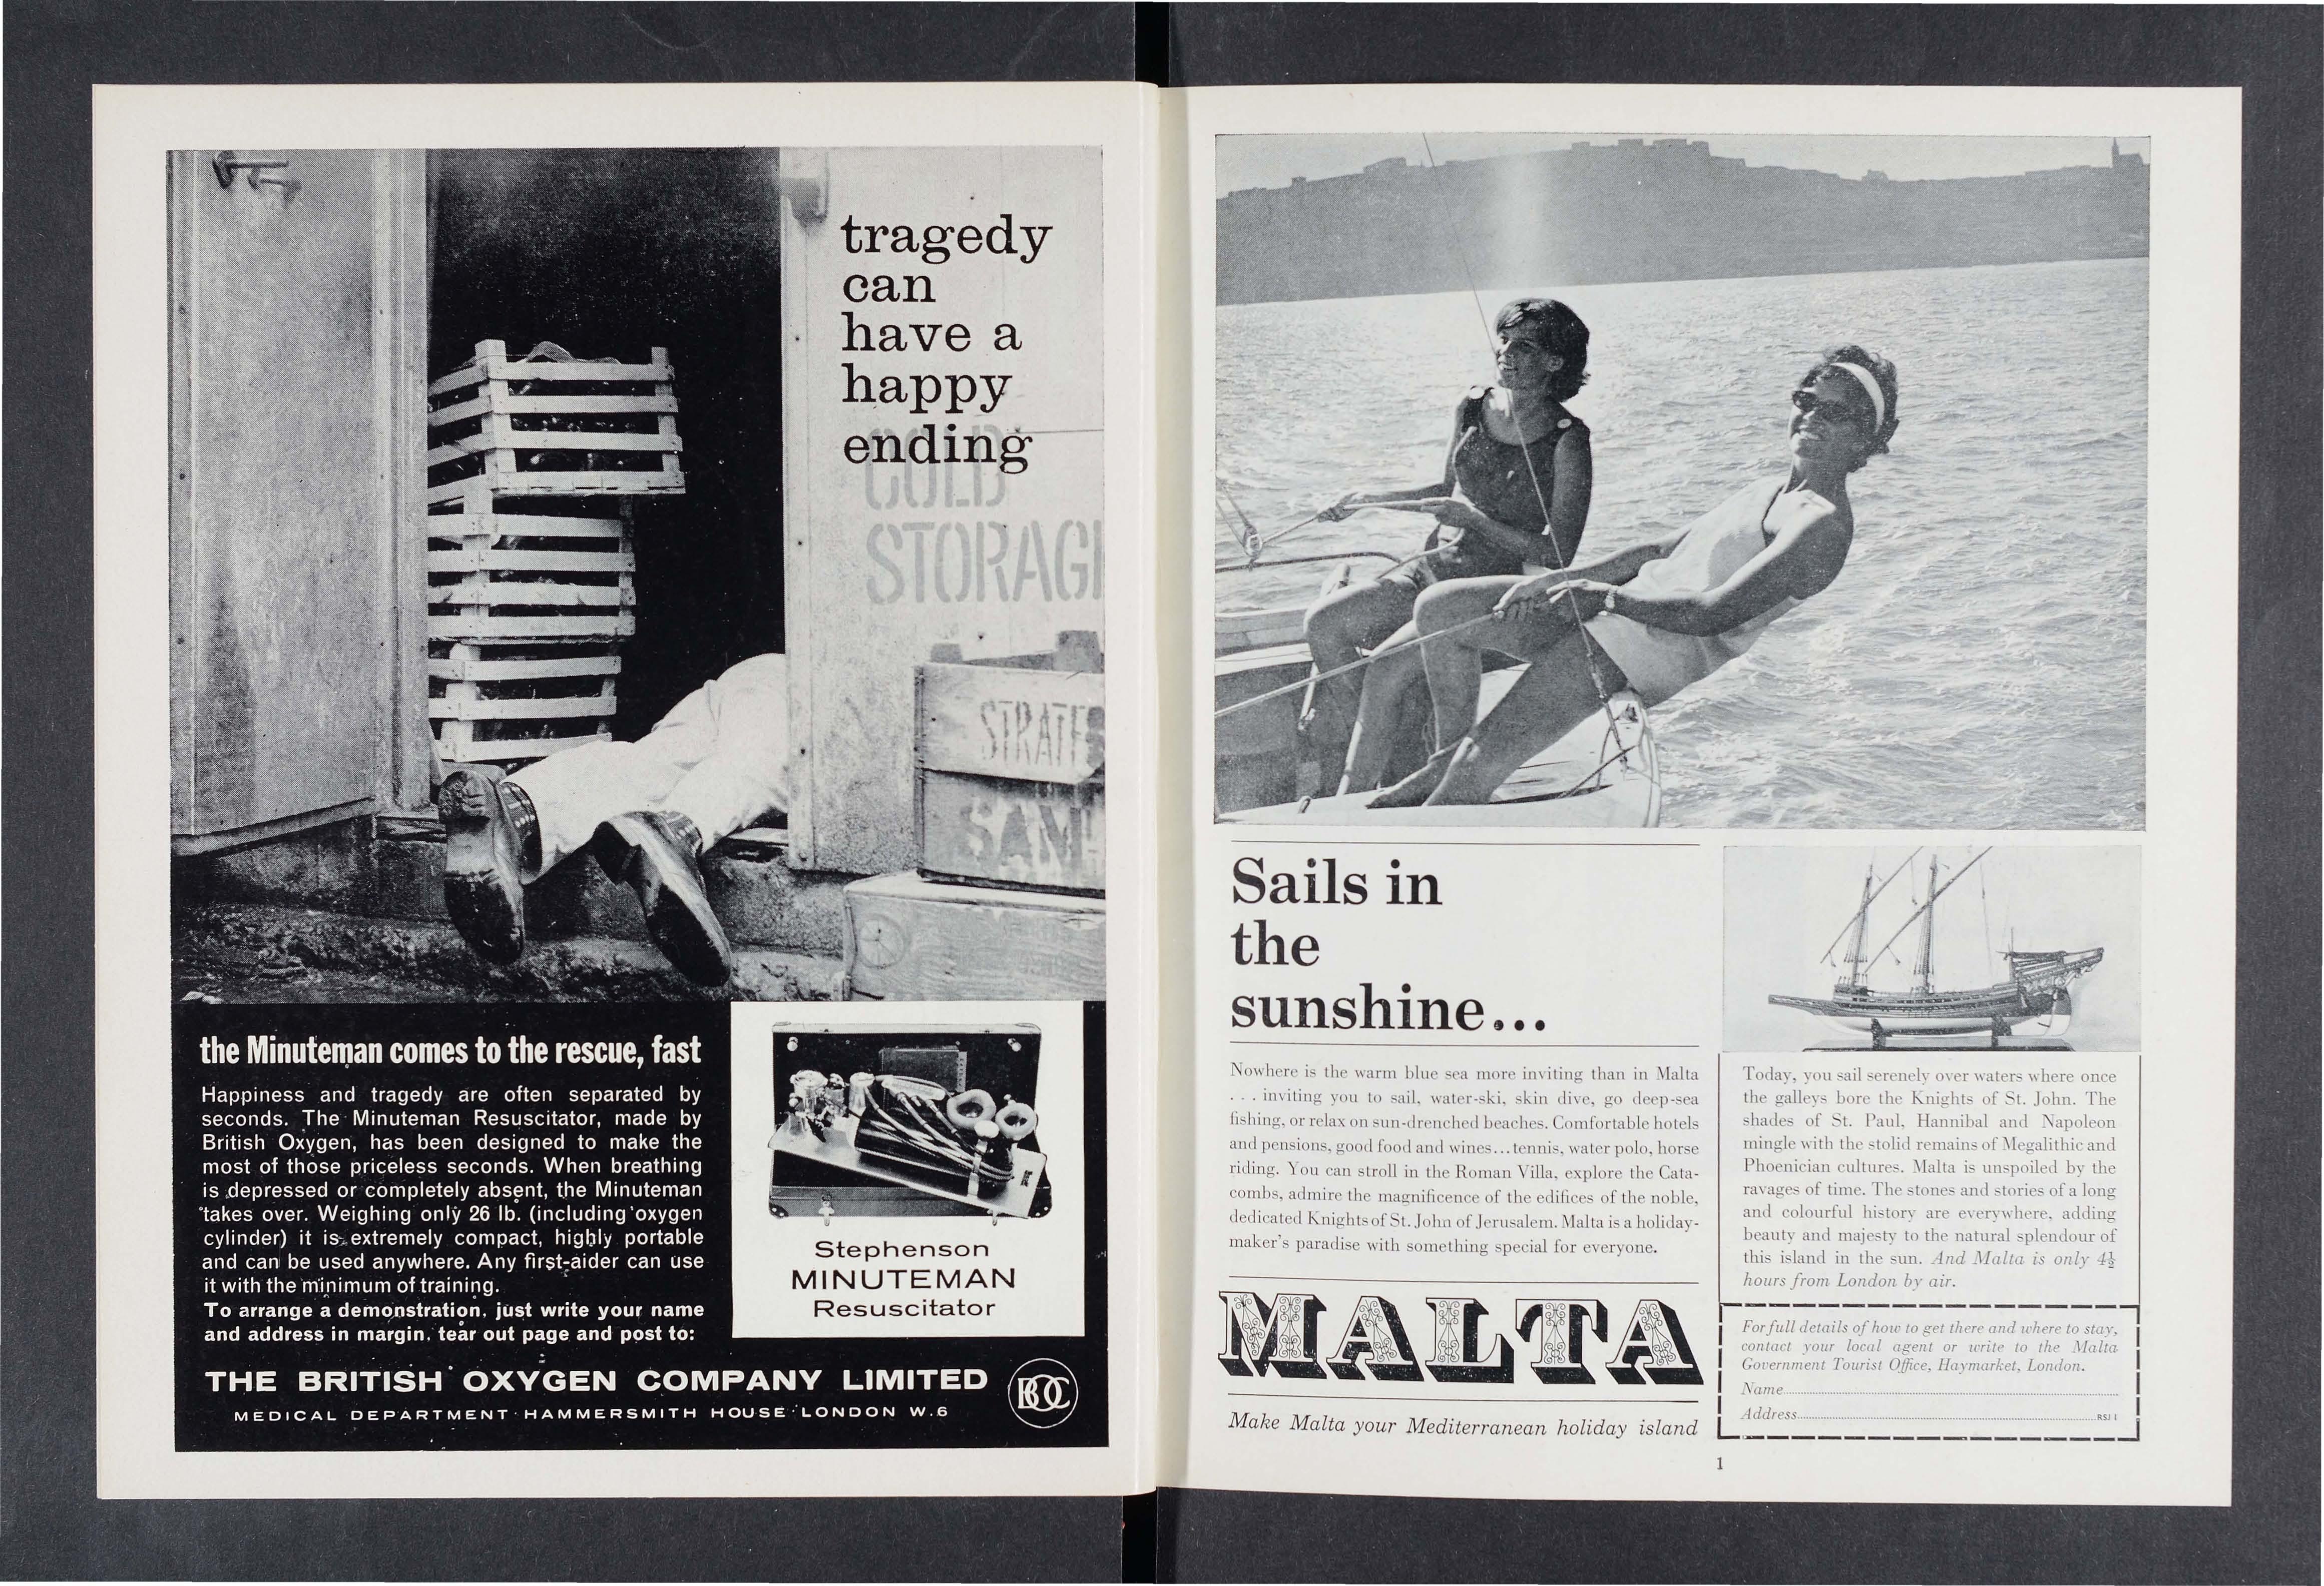 tragedy
can
have a
happy
ending
COLD
STORAG
STRATF
SAN
the Minuteman comes to the rescue, fast
Happiness and tragedy are often separated by
seconds. The Minuteman Resuscitator, made by
British Oxygen, has been designed to make the
most of those priceless seconds. When breathing
is depressed or completely absent, the Minuteman
takes over. Weighing only 26 lb. (including oxygen
cylinder) it is extremely compact, highly portable
and can be used anywhere. Any first-aider can use
it with the minimum of training.
To arrange a demonstration, just write your name
and address in margin, tear out page and post to:
Stephenson
MINUTEMAN
Resuscitator
THE BRITISH OXYGEN COMPANY LIMITED
MEDICAL DEPARTMENT · HAMMERSMITH HOUSE · LONDON W.6
BOC
Sails in
the
sunshine...
Nowhere is the warm blue sea more inviting than in Malta
. . . inviting you to sail, water-ski, skin dive, go deep-sea
fishing, or relax on sun-drenched beaches. Comfortable hotels
and pensions, good food and wines...tennis, water polo, horse
riding. You can stroll in the Roman Villa, explore the Cata-
combs, admire the magnificence of the edifices of the noble,
dedicated Knights of St. John of Jerusalem. Malta is a holiday-
maker's paradise with something special for everyone.
MALTA
Make Malta your Mediterranean holiday island
Today, you sail serenely over waters where once
the galleys bore the Knights of St. John. The
shades of St. Paul, Hannibal and Napoleon
mingle with the stolid remains of Megalithic and
Phoenician cultures. Malta is unspoiled by the
ravages of time. The stones and stories of a long
and colourful history are everywhere, adding
beauty and majesty to the natural splendour of
this island in the sun. And Malta is only 4½
hours from London by air.
For full details of how to get there and where to stay,
contact your local agent or write to the Malta
Government Tourist Office, Haymarket, London.
Name
Address RSJ 1
1